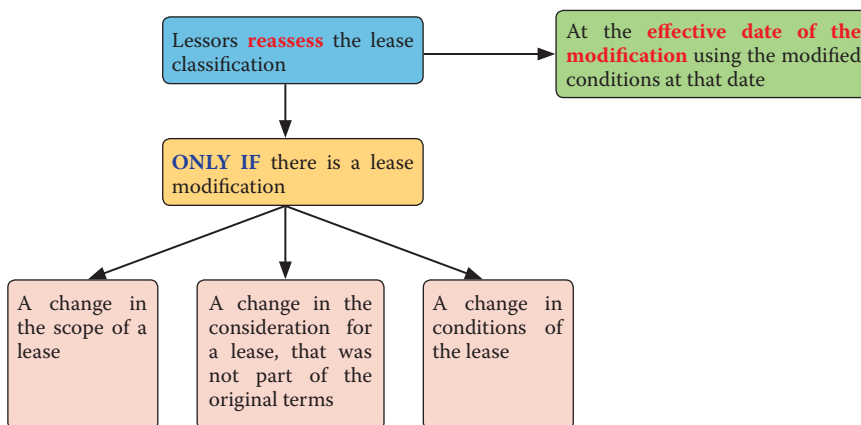 Lessors reassess the lease
classification
At the effective date of the
modification using the modified
conditions at that date
ONLY IF there is a lease
modification
A change in
the scope of a
lease
A change in the
consideration for
a lease, that was
not part of the
original terms
A change in
conditions of
the lease